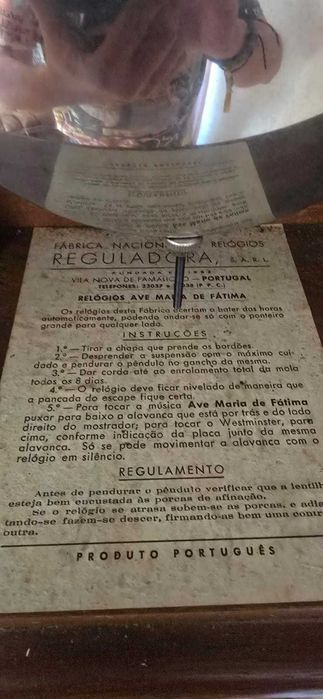 FÁBRICA NACION RELÓGIOS
REGULADORA, S.A.R.L.
VILA NOVA DE FAMALICÃO — PORTUGAL
TELEFONES: 22037 (P. P. C.)
RELÓGIOS AVE MARIA DE FÁTIMA
Os relógios desta Fábrica acertam o bater das horas
automàticamente, podendo andar-se só com o ponteiro
grande para qualquer lado.
INSTRUÇÕES
1.º — Tirar a chapa que prende os bordões.
2.º — Desprender a suspensão com o máximo cui-
dado e pendurar o pêndulo no gancho da mesma.
3.º — Dar corda até ao enrolamento total da mola
todos os 8 dias.
4.º — O relógio deve ficar nivelado de maneira que
a pancada do escape fique certa.
5.º — Para tocar a música Ave Maria de Fátima
puxar para baixo a alavanca que está por trás e do lado
direito do mostrador; para tocar o Westminster, para
cima, conforme indicação da placa junto da mesma
alavanca. Só se pode movimentar a alavanca com o
relógio em silêncio.
REGULAMENTO
Antes de pendurar o pêndulo verificar que a lentilh
esteja bem encustada às porcas de afinação.
Se o relógio se atrasa sobem-se as porcas, e adia
tando-se fazem-se descer, firmando-as bem uma contr
outra.
PRODUTO PORTUGUÊS